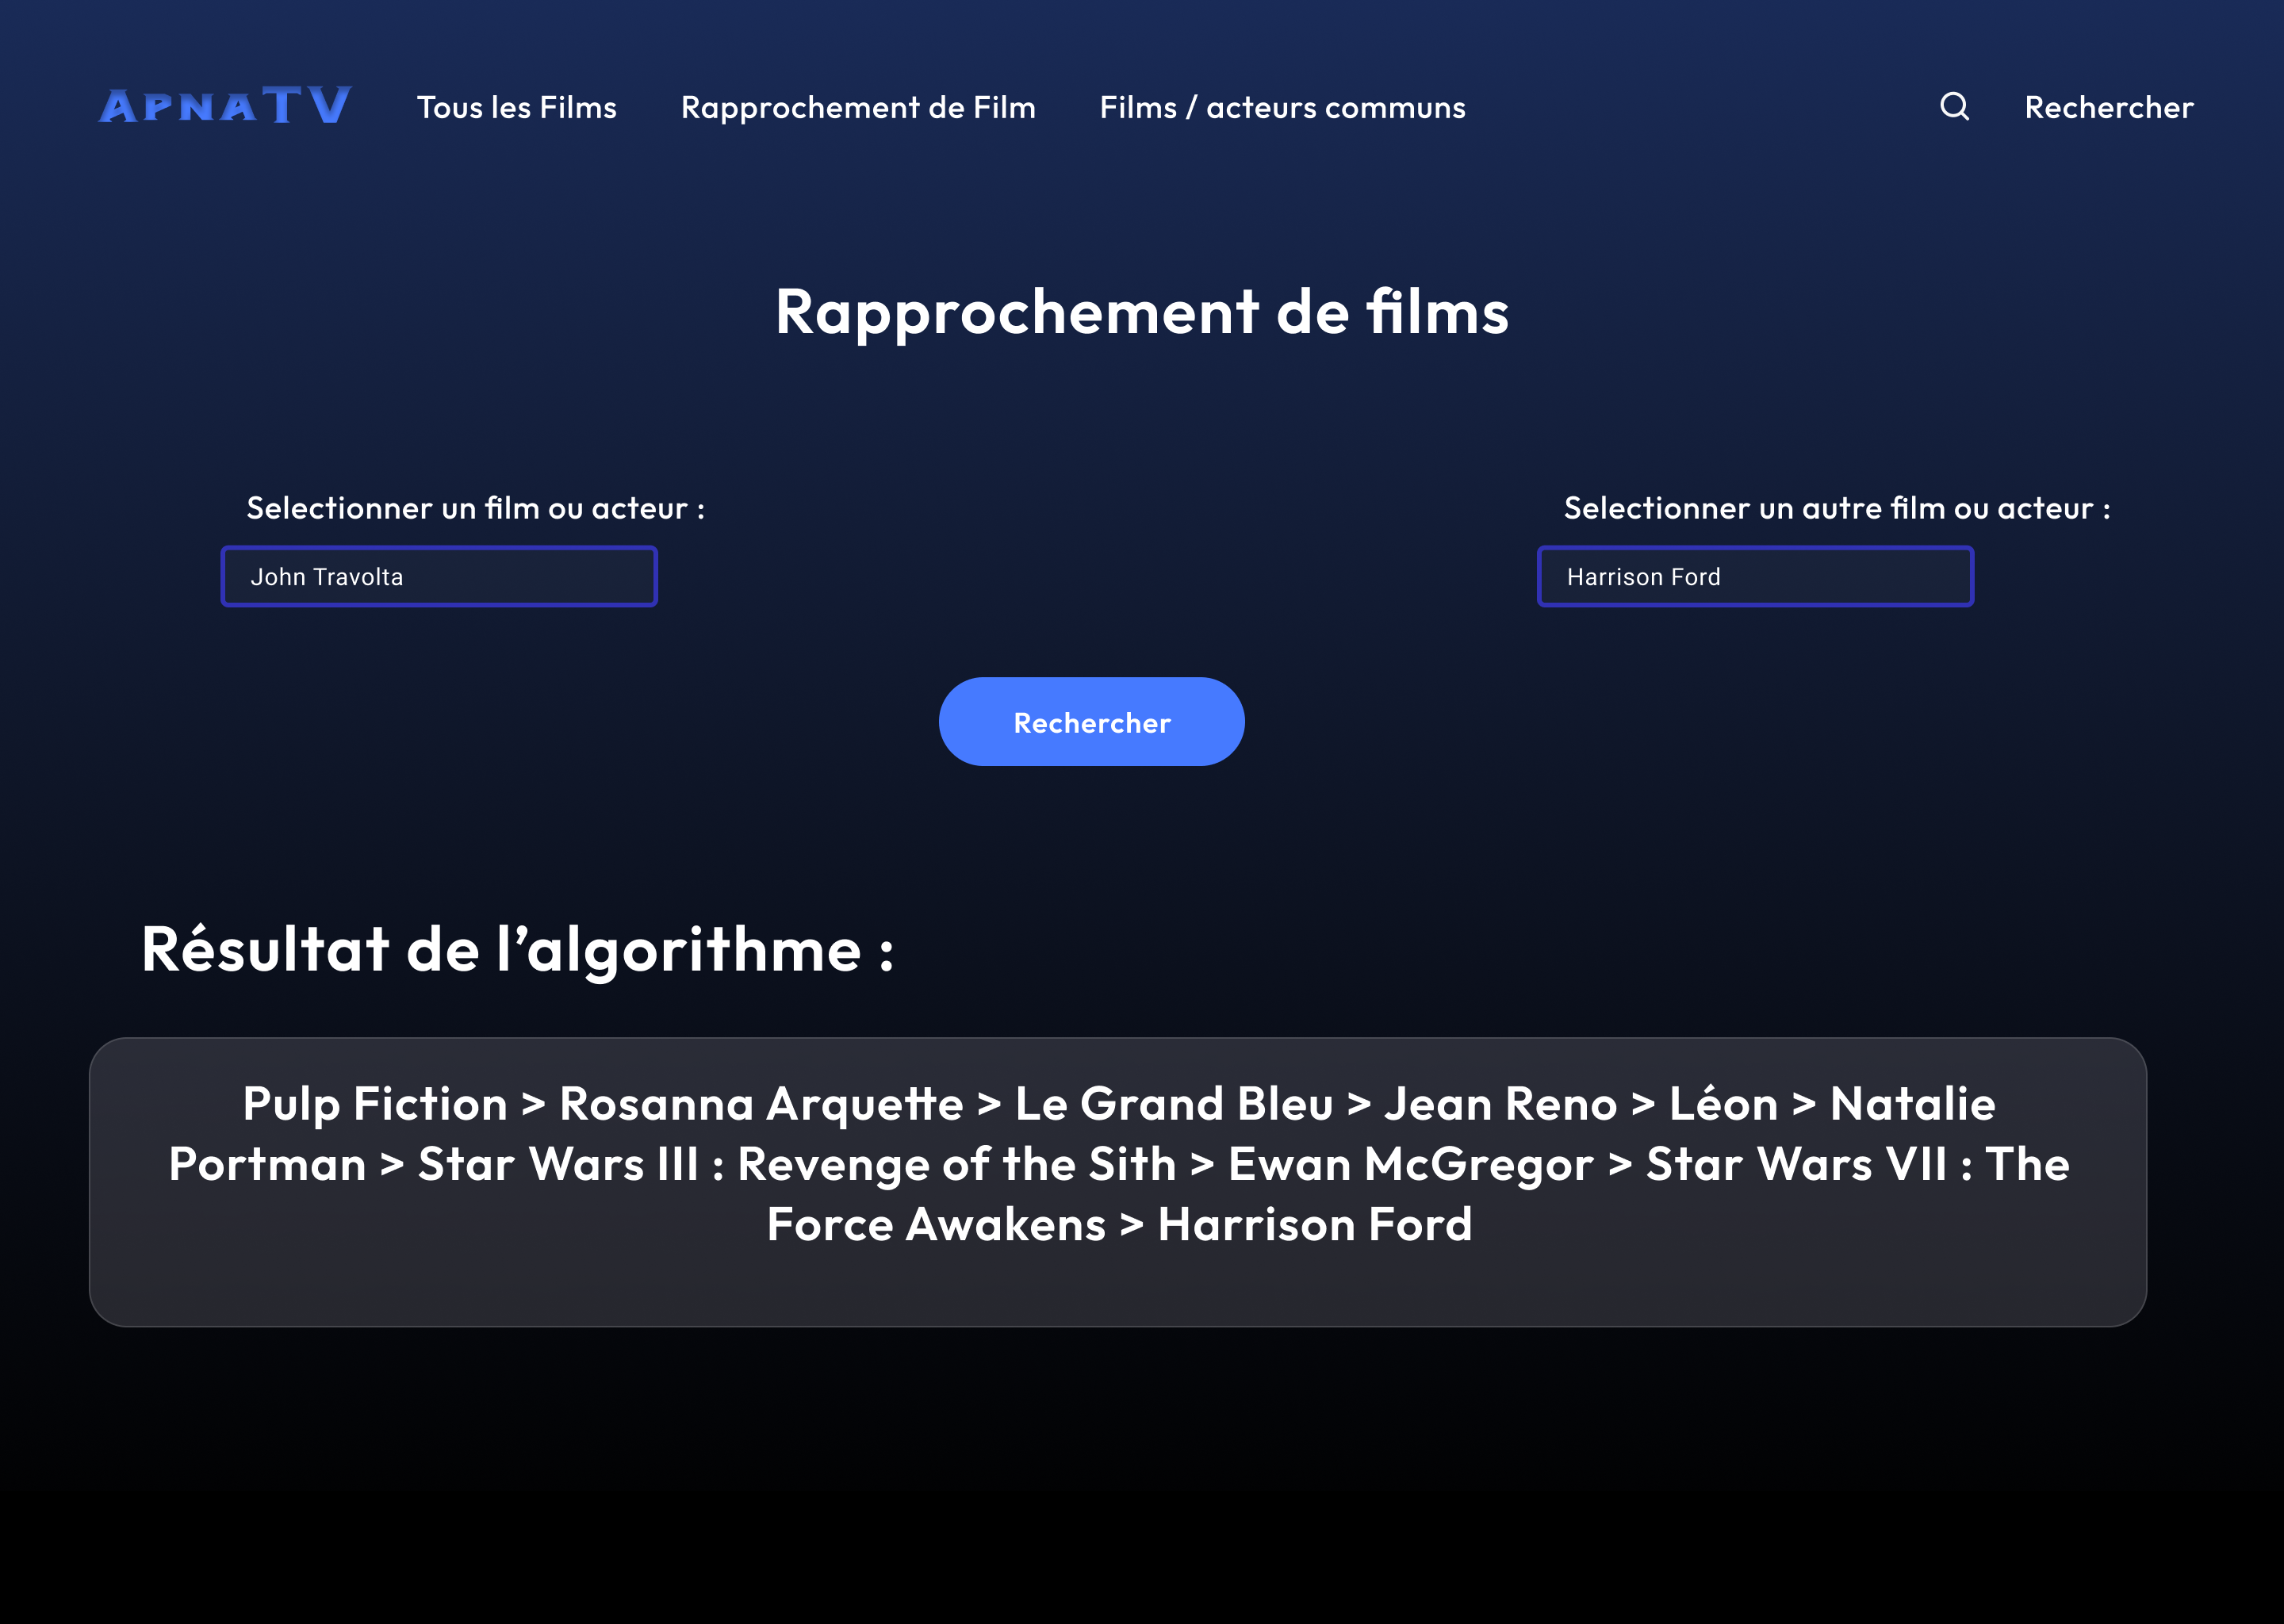 APNATV
Tous les Films
Rapprochement de Film
Films / acteurs communs
Rechercher
Rapprochement de films
Selectionner un film ou acteur :
Selectionner un autre film ou acteur :
John Travolta
Harrison Ford
Rechercher
Résultat de l’algorithme :
Pulp Fiction > Rosanna Arquette > Le Grand Bleu > Jean Reno > Léon > Natalie
Portman > Star Wars III : Revenge of the Sith > Ewan McGregor > Star Wars VII : The
Force Awakens > Harrison Ford